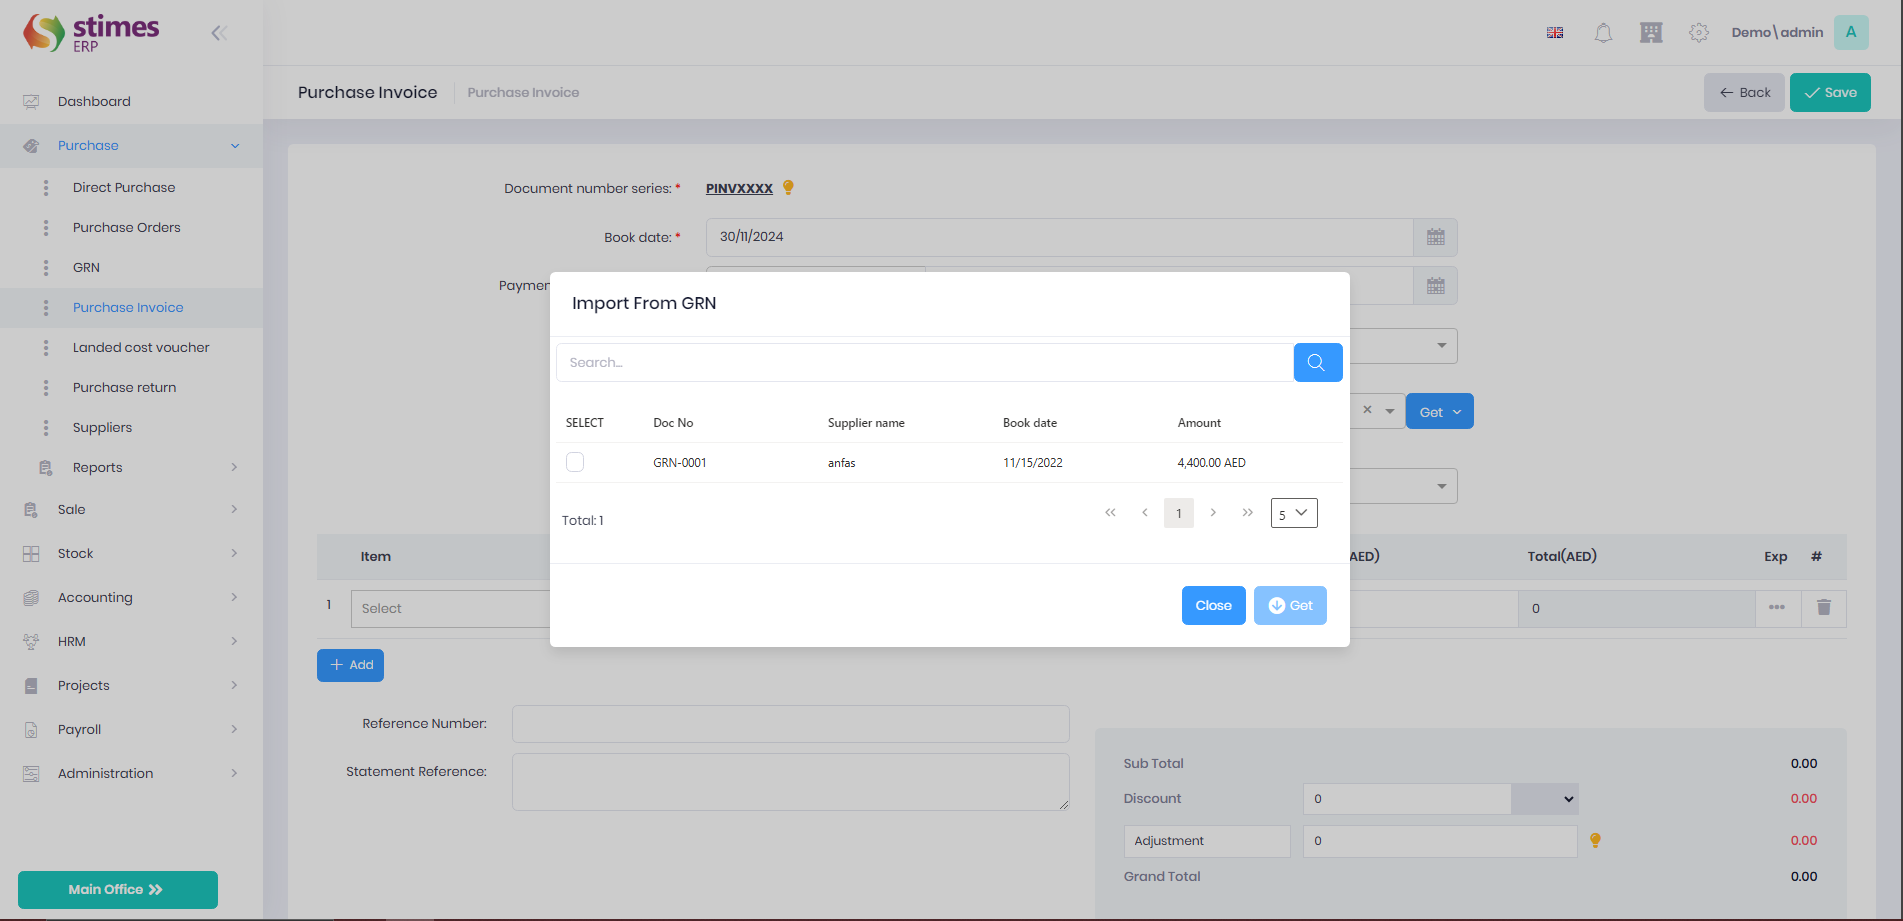 stimes
ERP
Demo\admin
A
Dashboard
Purchase
Direct Purchase
Purchase Orders
GRN
Purchase Invoice
Landed cost voucher
Purchase return
Suppliers
Reports
Sale
Stock
Accounting
HRM
Projects
Payroll
Administration
Main Office
Purchase Invoice
Purchase Invoice
Back
Save
Document number series: *
PINVXXXX
Book date: *
30/11/2024
Paymen
Get
Import From GRN
Search...
SELECT Doc No Supplier name Book date Amount
GRN-0001 anfas 11/15/2022 4,400.00 AED
Total: 1
1
5
Close
Get
Item AED) Total(AED) Exp #
1 Select 0
Add
Reference Number:
Statement Reference:
Sub Total 0.00
Discount 0 0.00
Adjustment 0 0.00
Grand Total 0.00